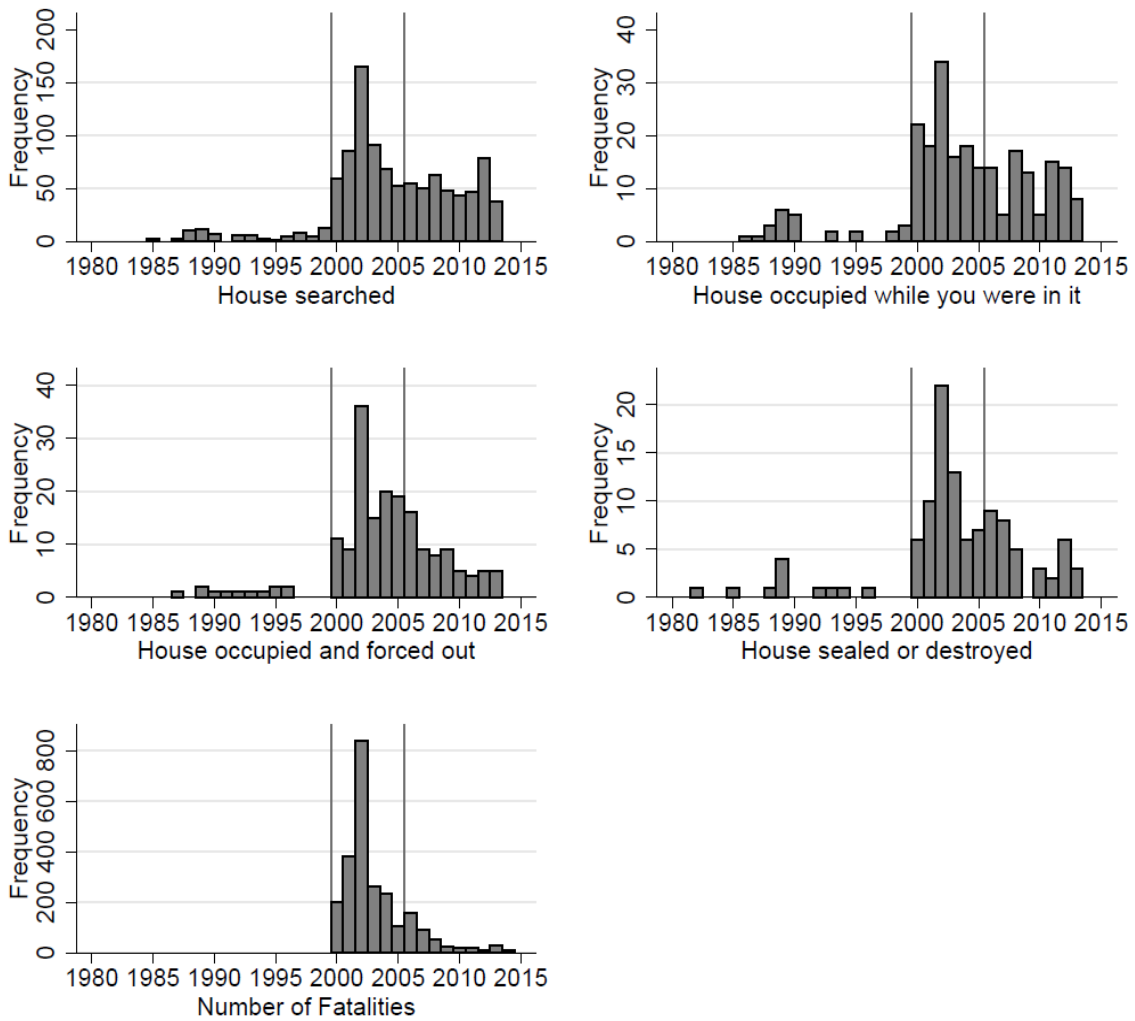 Frequency
0 50 100 150 200
1980 1985 1990 1995 2000 2005 2010 2015
House searched
Frequency
0 10 20 30 40
1980 1985 1990 1995 2000 2005 2010 2015
House occupied while you were in it
Frequency
0 10 20 30 40
1980 1985 1990 1995 2000 2005 2010 2015
House occupied and forced out
Frequency
0 5 10 15 20
1980 1985 1990 1995 2000 2005 2010 2015
House sealed or destroyed
Frequency
0 200 400 600 800
1980 1985 1990 1995 2000 2005 2010 2015
Number of Fatalities